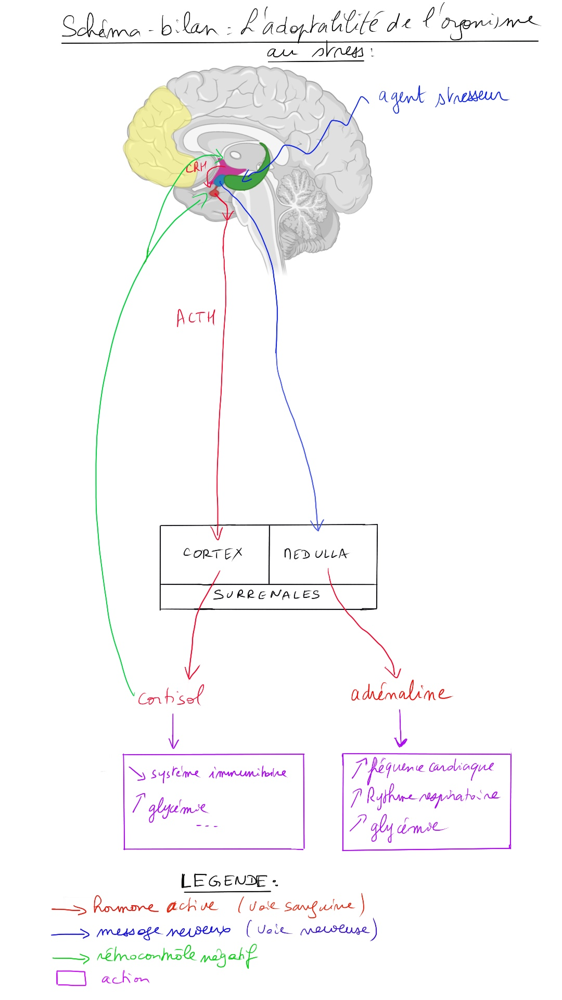 Schéma-bilan : L'adaptabilité de l'organisme
au stress :
agent stresseur
CRH
ACTH
CORTEX
MEDULLA
SURRENALES
cortisol
adrénaline
↘ système immunitaire
↗ glycémie
---
↗ fréquence cardiaque
↗ Rythme respiratoire
↗ glycémie
LEGENDE :
→ hormone active (voie sanguine)
→ message nerveux (voie nerveuse)
→ rétrocontrôle négatif
action